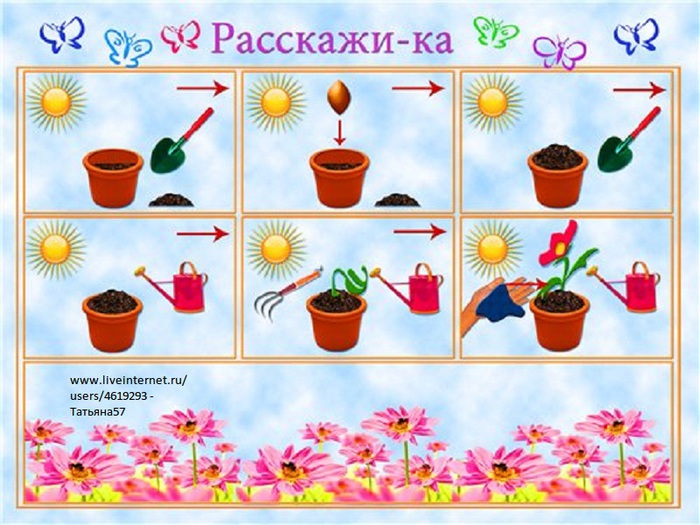 Расскажи-ка
www.liveinternet.ru/
users/4619293 -
Татьяна57